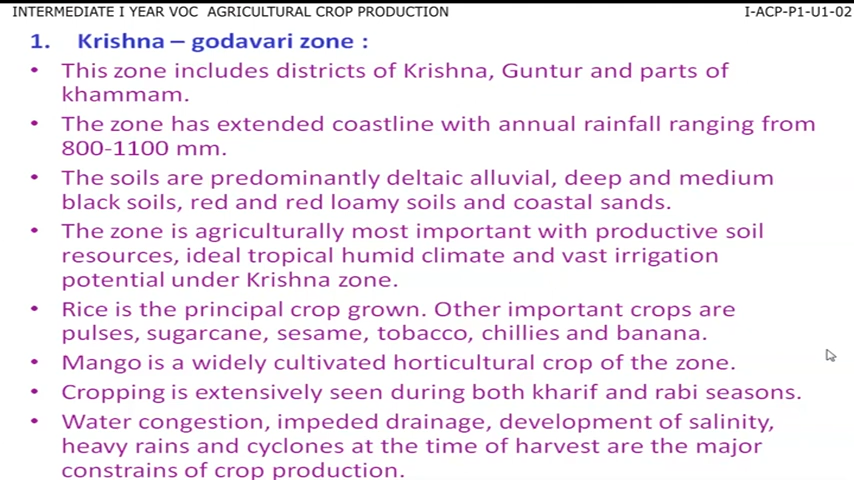 INTERMEDIATE I YEAR VOC  AGRICULTURAL CROP PRODUCTION
I-ACP-P1-U1-02
1. Krishna – godavari zone :
• This zone includes districts of Krishna, Guntur and parts of
khammam.
• The zone has extended coastline with annual rainfall ranging from
800-1100 mm.
• The soils are predominantly deltaic alluvial, deep and medium
black soils, red and red loamy soils and coastal sands.
• The zone is agriculturally most important with productive soil
resources, ideal tropical humid climate and vast irrigation
potential under Krishna zone.
• Rice is the principal crop grown. Other important crops are
pulses, sugarcane, sesame, tobacco, chillies and banana.
• Mango is a widely cultivated horticultural crop of the zone.
• Cropping is extensively seen during both kharif and rabi seasons.
• Water congestion, impeded drainage, development of salinity,
heavy rains and cyclones at the time of harvest are the major
constrains of crop production.